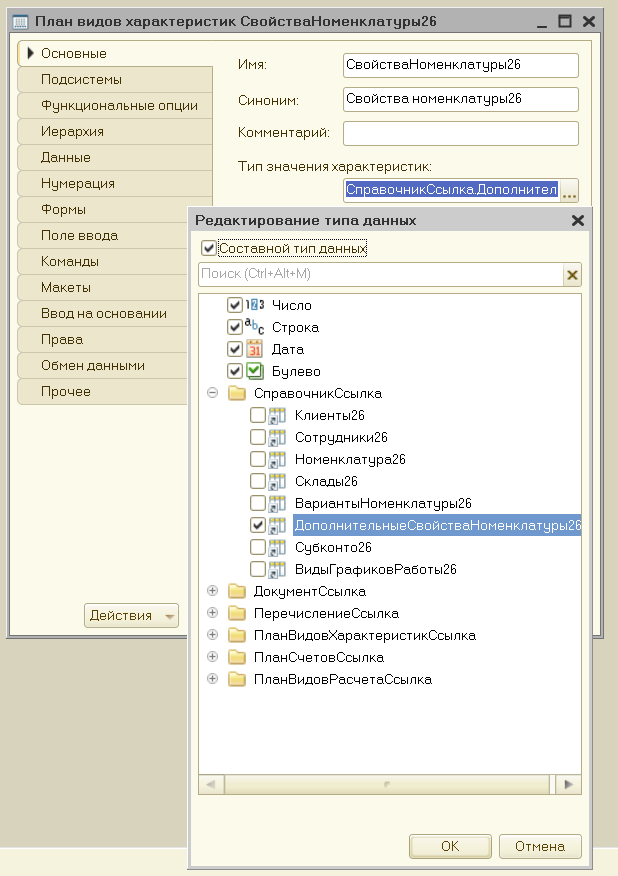 План видов характеристик СвойстваНоменклатуры26
Основные
Подсистемы
Функциональные опции
Иерархия
Данные
Нумерация
Формы
Поле ввода
Команды
Макеты
Ввод на основании
Права
Обмен данными
Прочее
Имя: СвойстваНоменклатуры26
Синоним: Свойства номенклатуры26
Комментарий:
Тип значения характеристик:
СправочникСсылка.Дополнител ...
Действия
Редактирование типа данных
Составной тип данных
Поиск (Ctrl+Alt+M)
123 Число
abc Строка
31 Дата
Булево
СправочникСсылка
Клиенты26
Сотрудники26
Номенклатура26
Склады26
ВариантыНоменклатуры26
ДополнительныеСвойстваНоменклатуры26
Субконто26
ВидыГрафиковРаботы26
ДокументСсылка
ПеречислениеСсылка
ПланВидовХарактеристикСсылка
ПланСчетовСсылка
ПланВидовРасчетаСсылка
OK
Отмена